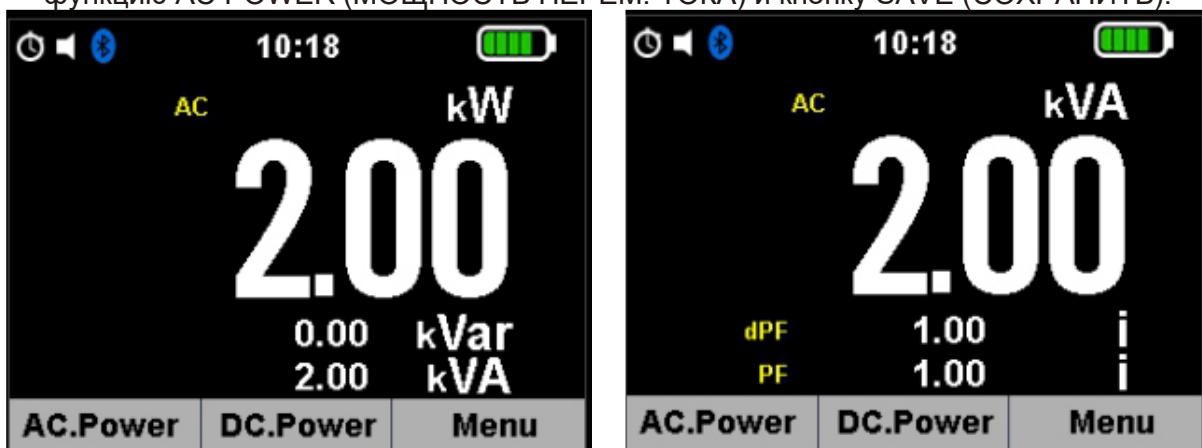 функцию AC POWER (МОЩНОСТЬ ПЕРЕМ. ТОКА) и кнопку SAVE (СОХРАНИТЬ).
10:18
AC kW
2.00
0.00 kVar
2.00 kVA
AC.Power DC.Power Menu
10:18
AC kVA
2.00
dPF 1.00 i
PF 1.00 i
AC.Power DC.Power Menu